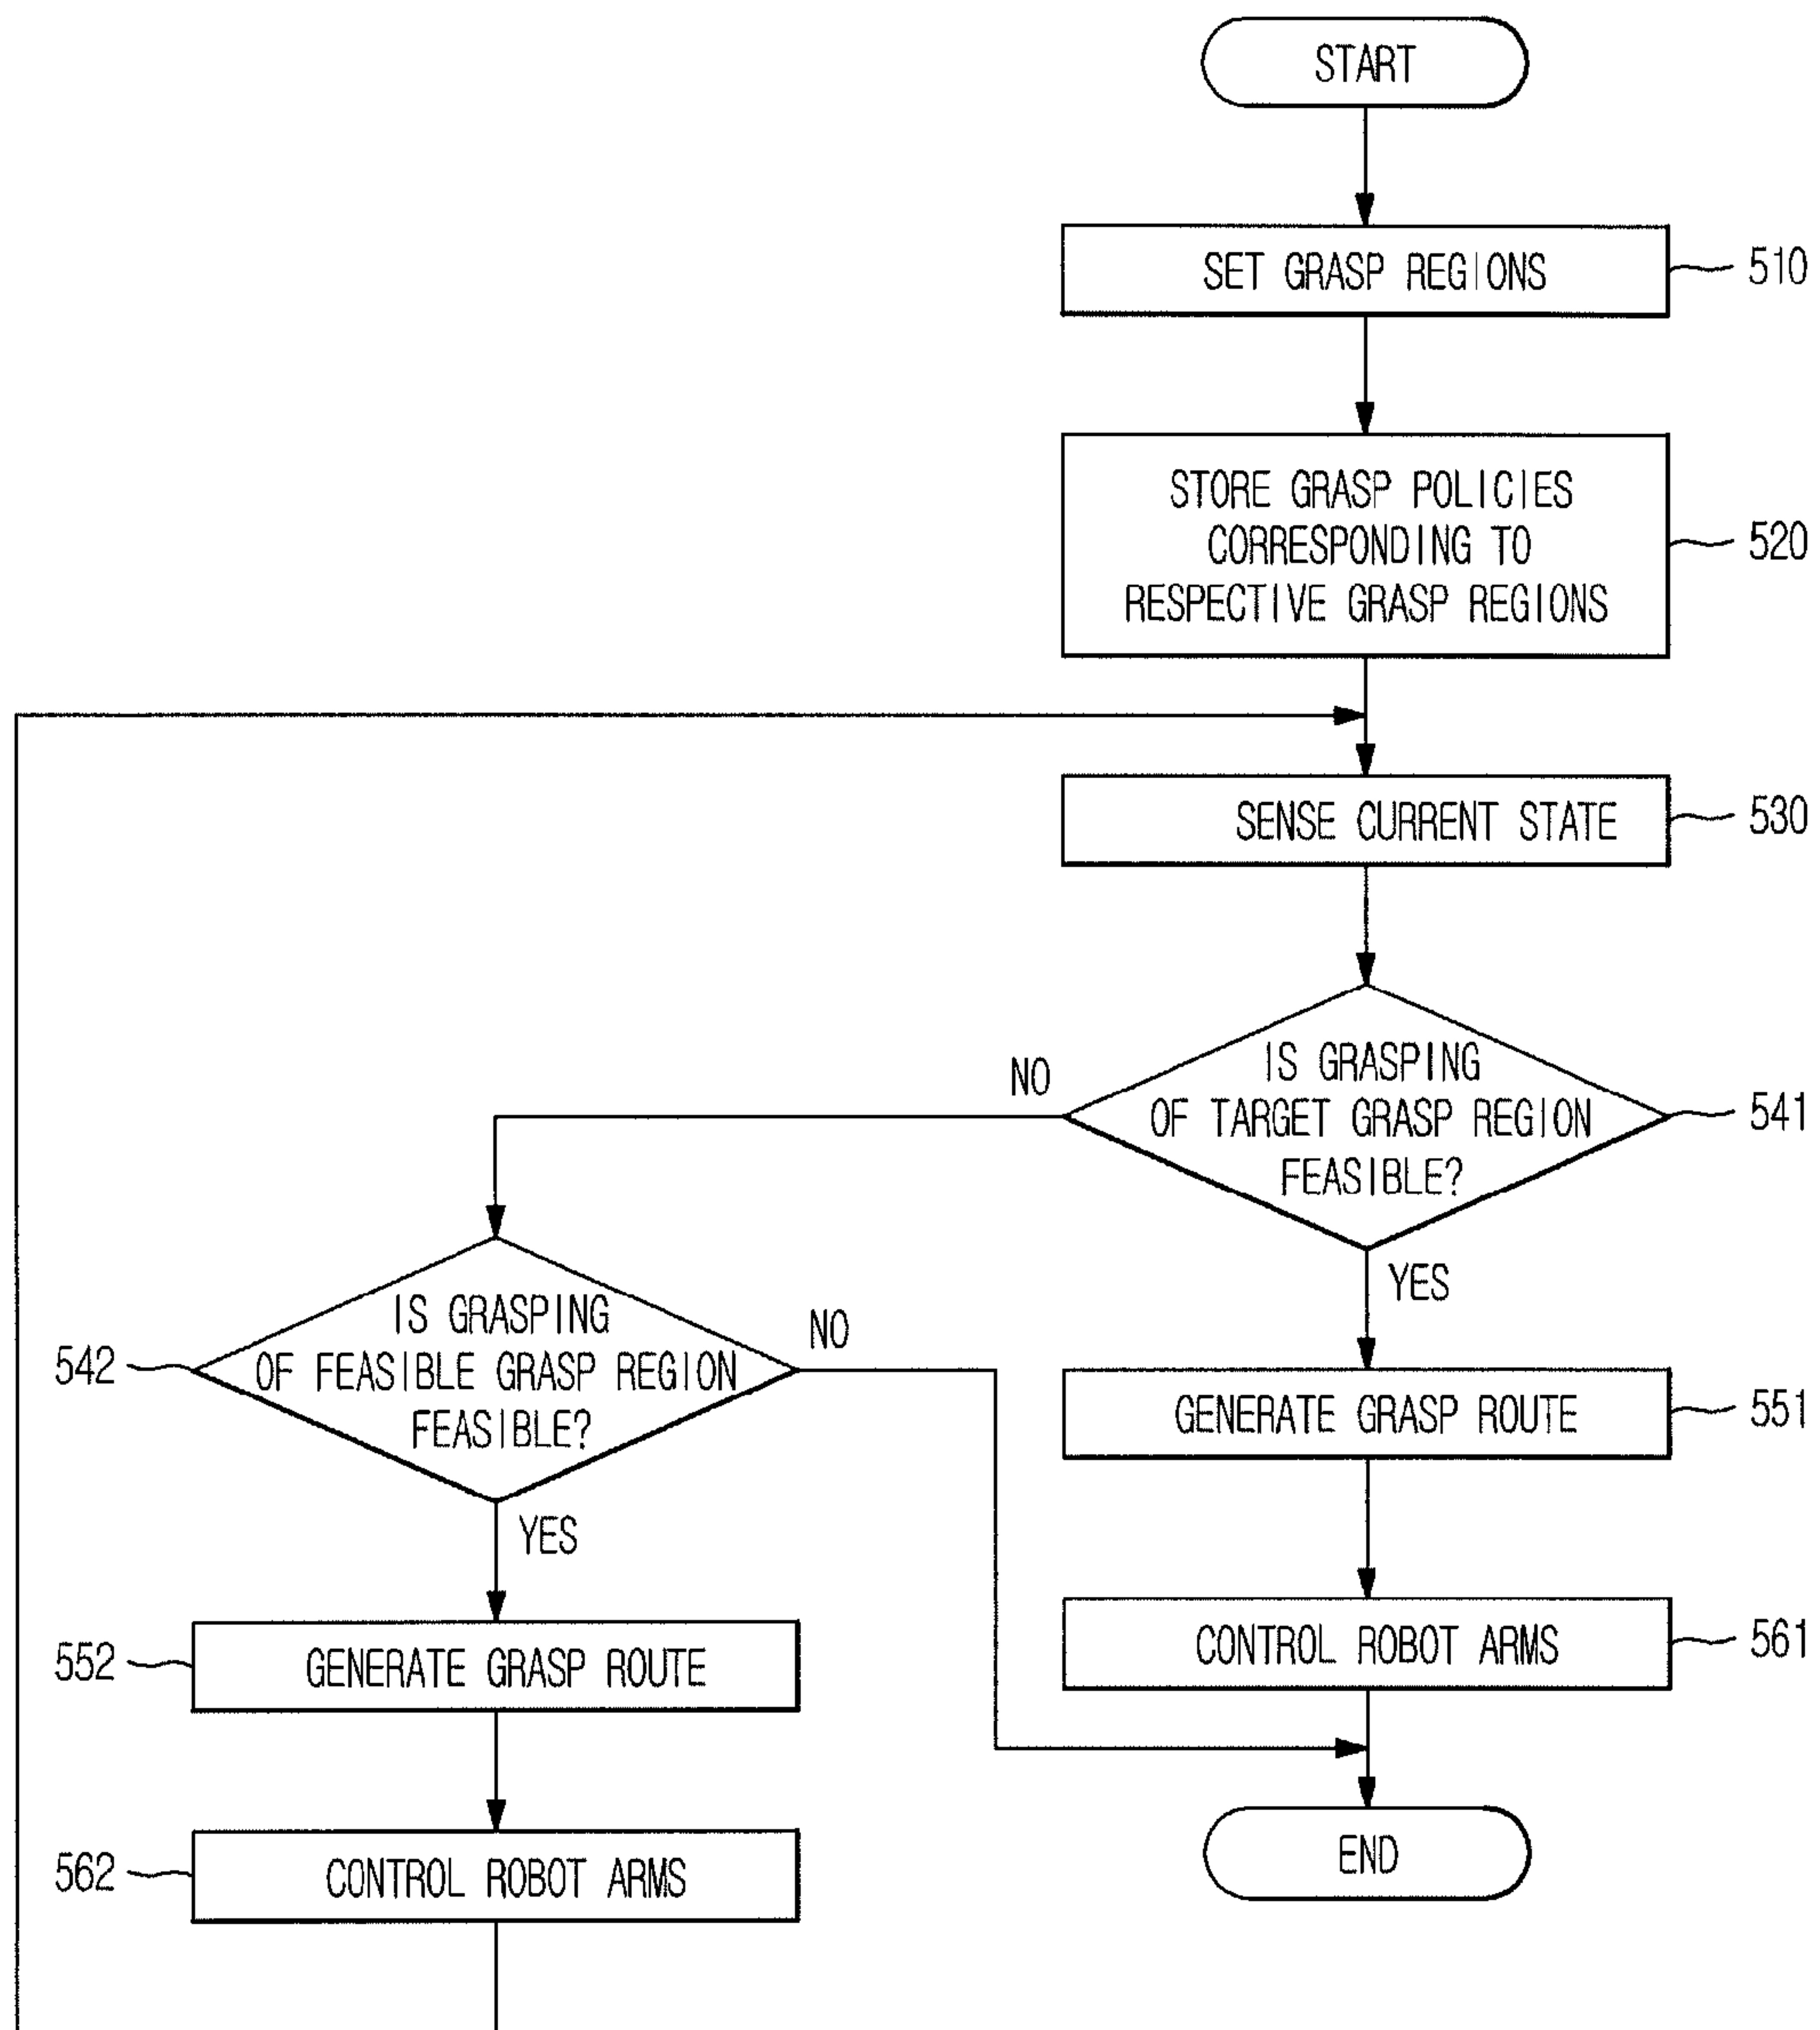 START
SET GRASP REGIONS
510
STORE GRASP POLICIES
CORRESPONDING TO
RESPECTIVE GRASP REGIONS
520
SENSE CURRENT STATE
530
IS GRASPING
OF TARGET GRASP REGION
FEASIBLE?
541
NO
YES
IS GRASPING
OF FEASIBLE GRASP REGION
FEASIBLE?
542
NO
YES
GENERATE GRASP ROUTE
551
CONTROL ROBOT ARMS
561
GENERATE GRASP ROUTE
552
CONTROL ROBOT ARMS
562
END